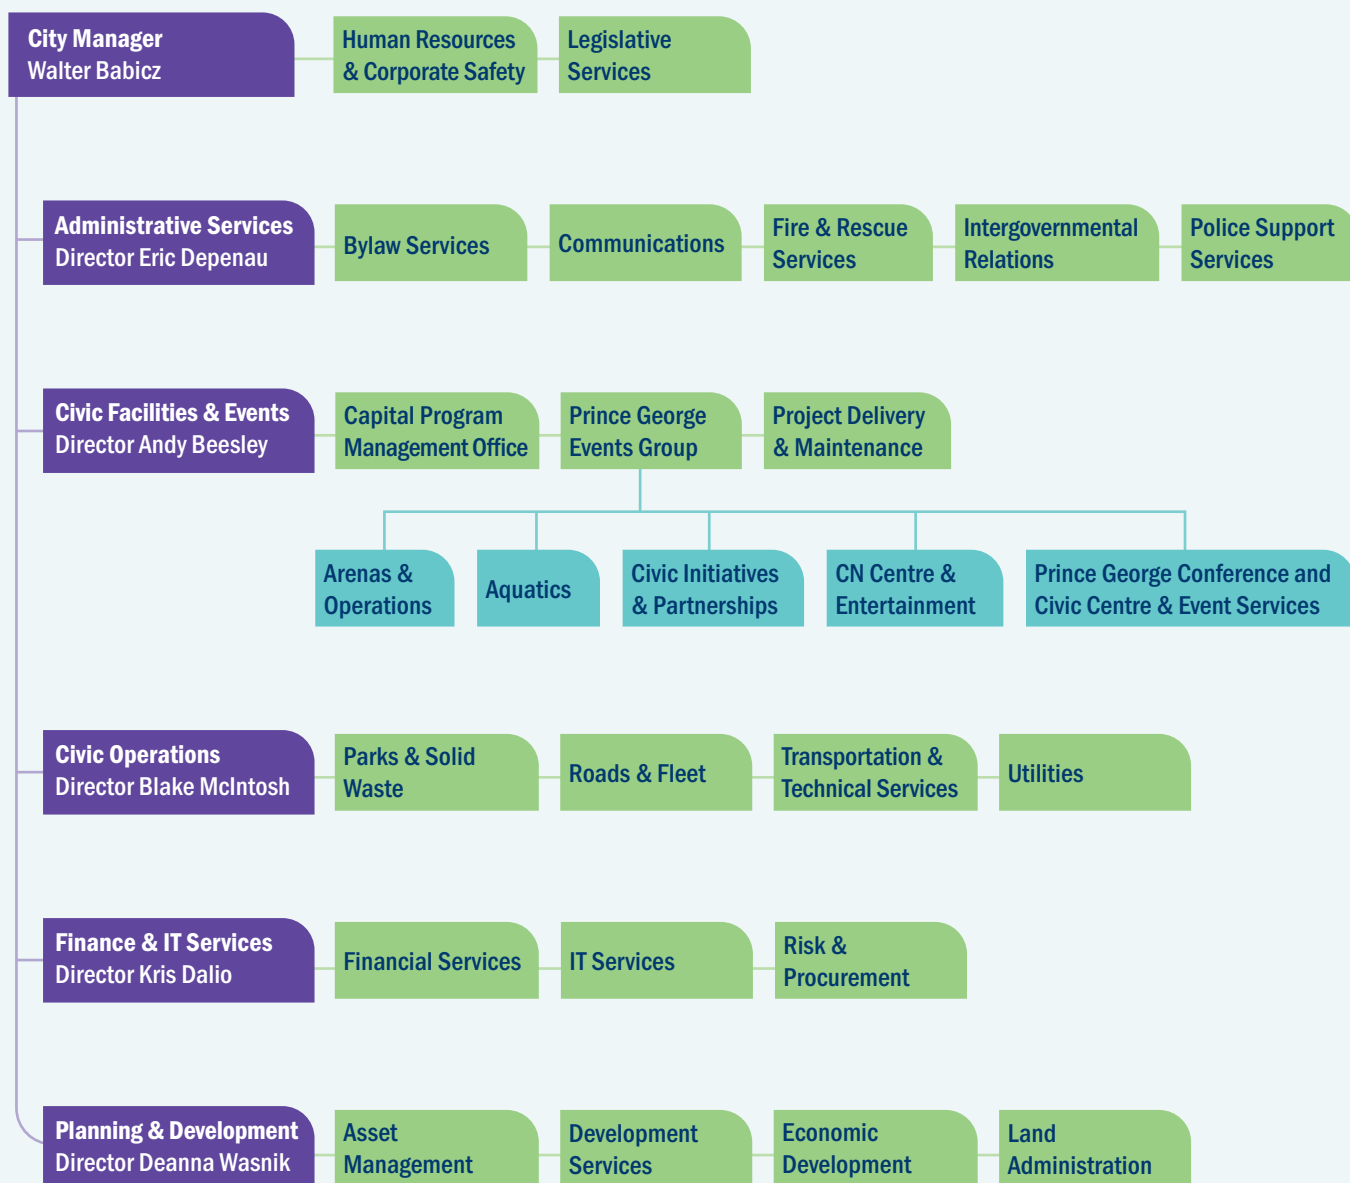 City Manager
Walter Babicz
Human Resources
& Corporate Safety
Legislative
Services
Administrative Services
Director Eric Depenau
Bylaw Services
Communications
Fire & Rescue
Services
Intergovernmental
Relations
Police Support
Services
Civic Facilities & Events
Director Andy Beesley
Capital Program
Management Office
Prince George
Events Group
Project Delivery
& Maintenance
Arenas &
Operations
Aquatics
Civic Initiatives
& Partnerships
CN Centre &
Entertainment
Prince George Conference and
Civic Centre & Event Services
Civic Operations
Director Blake McIntosh
Parks & Solid
Waste
Roads & Fleet
Transportation &
Technical Services
Utilities
Finance & IT Services
Director Kris Dalio
Financial Services
IT Services
Risk &
Procurement
Planning & Development
Director Deanna Wasnik
Asset
Management
Development
Services
Economic
Development
Land
Administration